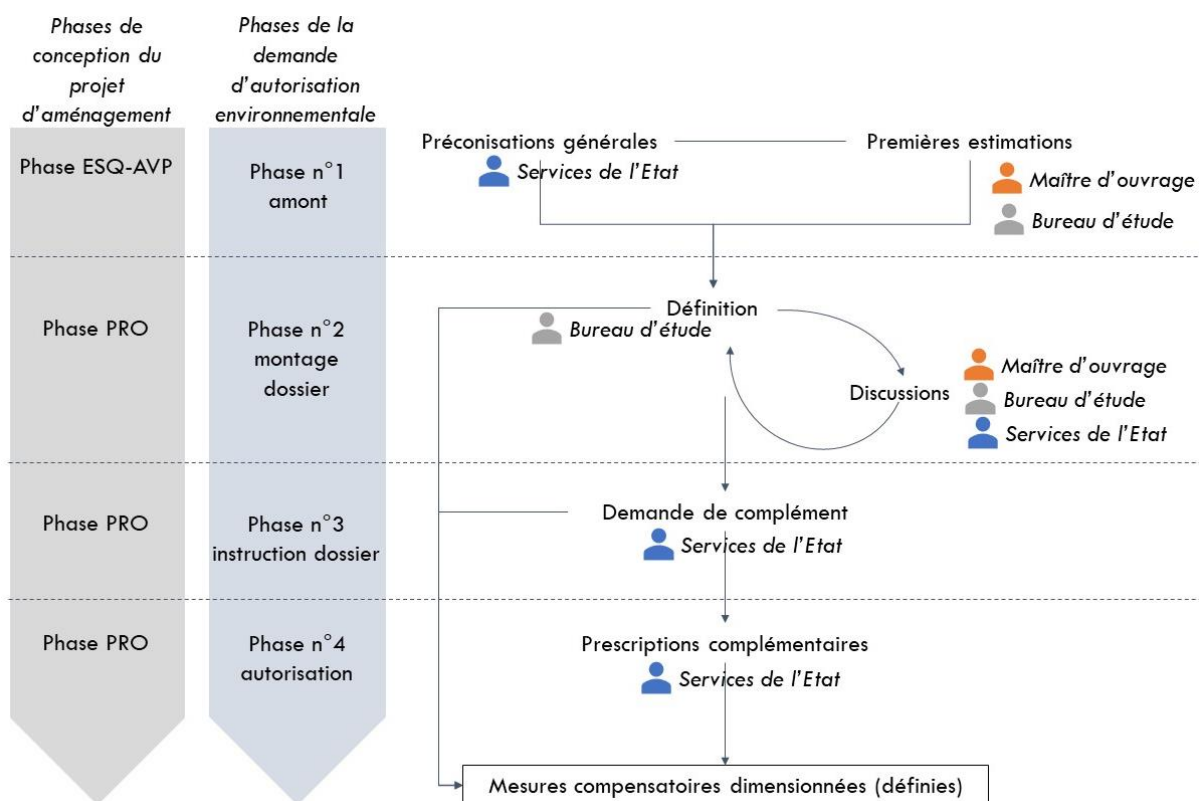 Phases de
conception du
projet
d'aménagement
Phases de la
demande
d'autorisation
environnementale
Phase ESQ-AVP
Phase n°1
amont
Préconisations générales
Services de l'Etat
Premières estimations
Maître d'ouvrage
Bureau d'étude
Phase PRO
Phase n°2
montage
dossier
Définition
Bureau d'étude
Discussions
Maître d'ouvrage
Bureau d'étude
Services de l'Etat
Phase PRO
Phase n°3
instruction dossier
Demande de complément
Services de l'Etat
Phase PRO
Phase n°4
autorisation
Prescriptions complémentaires
Services de l'Etat
Mesures compensatoires dimensionnées (définies)